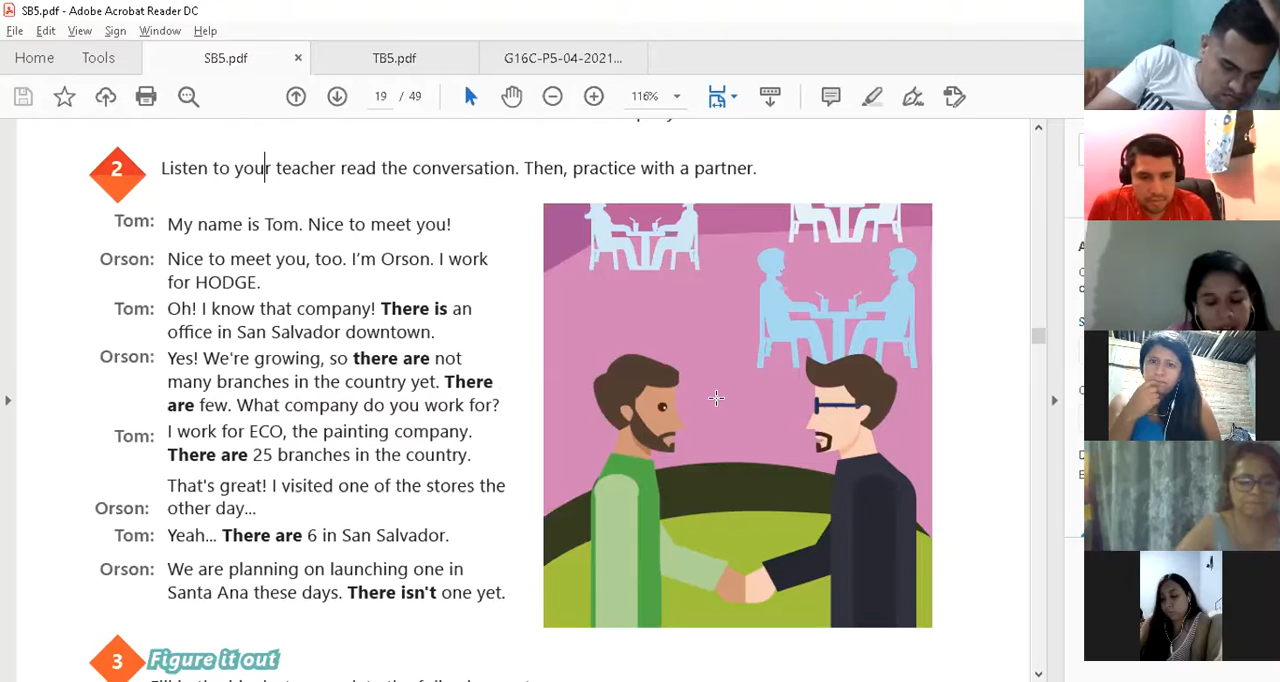 SB5.pdf - Adobe Acrobat Reader DC
File Edit View Sign Window Help
Home Tools SB5.pdf × TB5.pdf G16C-P5-04-2021...
19 / 49 116%
2 Listen to your teacher read the conversation. Then, practice with a partner.
Tom: My name is Tom. Nice to meet you!
Orson: Nice to meet you, too. I'm Orson. I work
for HODGE.
Tom: Oh! I know that company! There is an
office in San Salvador downtown.
Orson: Yes! We're growing, so there are not
many branches in the country yet. There
are few. What company do you work for?
Tom: I work for ECO, the painting company.
There are 25 branches in the country.
That's great! I visited one of the stores the
Orson: other day...
Tom: Yeah... There are 6 in San Salvador.
Orson: We are planning on launching one in
Santa Ana these days. There isn't one yet.
3 Figure it out